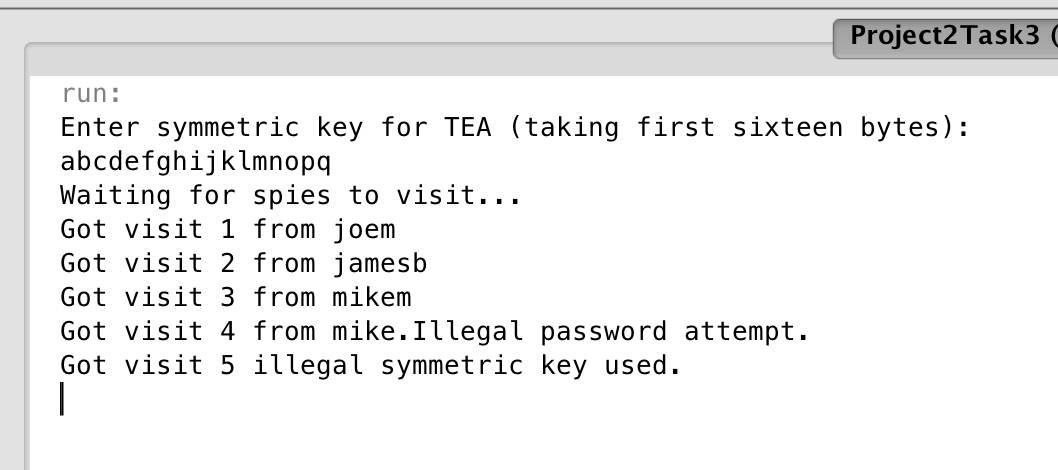 Project2Task3 (
run:
Enter symmetric key for TEA (taking first sixteen bytes):
abcdefghijklmnopq
Waiting for spies to visit...
Got visit 1 from joem
Got visit 2 from jamesb
Got visit 3 from mikem
Got visit 4 from mike.Illegal password attempt.
Got visit 5 illegal symmetric key used.